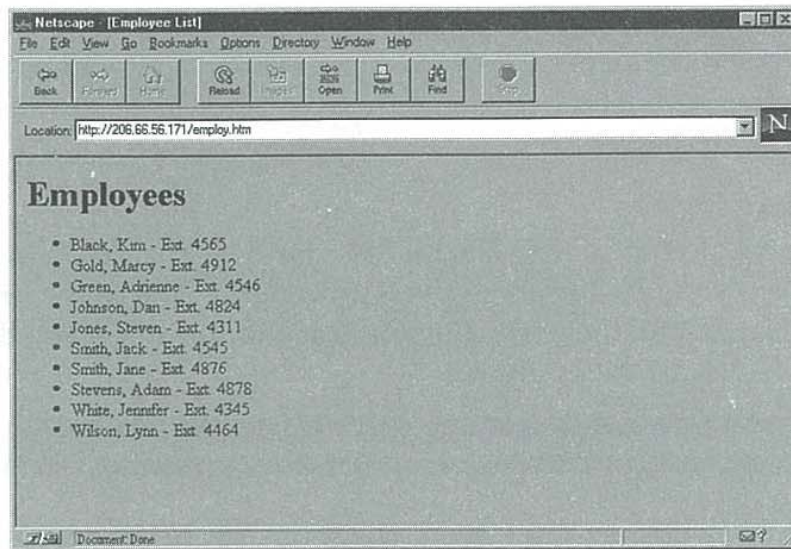 Netscape - [Employee List]
File Edit View Go Bookmarks Options Directory Window Help
Back Forward Home Reload Images Open Print Find Stop
Location: http://206.66.56.171/employ.htm
N
Employees
• Black, Kim - Ext. 4565
• Gold, Marcy - Ext. 4912
• Green, Adrienne - Ext. 4546
• Johnson, Dan - Ext. 4824
• Jones, Steven - Ext. 4311
• Smith, Jack - Ext. 4545
• Smith, Jane - Ext. 4876
• Stevens, Adam - Ext. 4878
• White, Jennifer - Ext. 4345
• Wilson, Lynn - Ext. 4464
Document: Done
?